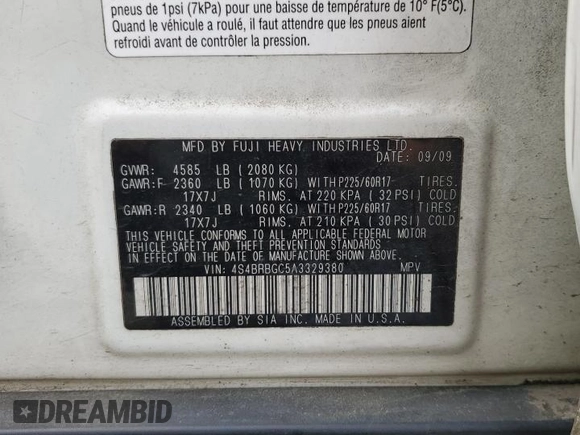 pneus de 1psi (7kPa) pour une baisse de température de 10° F(5°C).
Quand le véhicule a roulé, il faut attendre que les pneus aient
refroidi avant de contrôler la pression.
MFD BY FUJI HEAVY INDUSTRIES LTD.
DATE: 09/09
GVWR: 4585 LB (2080 KG)
GAWR:F 2360 LB (1070 KG) WITH P225/60R17 TIRES.
17X7J RIMS, AT 220 KPA (32 PSI) COLD
GAWR:R 2340 LB (1060 KG) WITH P225/60R17 TIRES.
17X7J RIMS, AT 210 KPA (30 PSI) COLD
THIS VEHICLE CONFORMS TO ALL APPLICABLE FEDERAL MOTOR
VEHICLE SAFETY AND THEFT PREVENTION STANDARDS
IN EFFECT ON THE DATE OF MANUFACTURE SHOWN ABOVE.
VIN: 4S4BRBGC5A3329380 MPV
ASSEMBLED BY SIA INC. MADE IN U.S.A.
DREAMBID